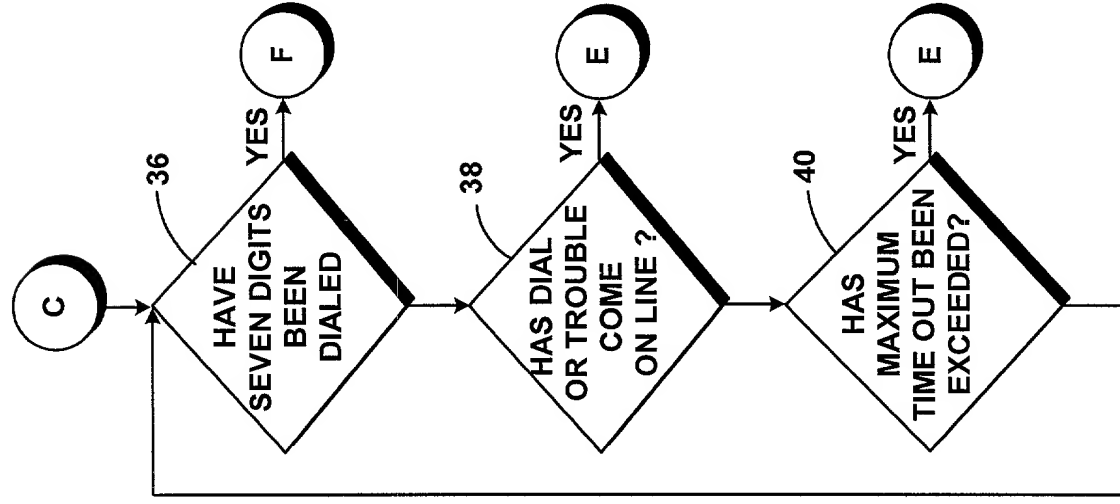 C
36
HAVE
SEVEN DIGITS
BEEN
DIALED
YES
F
38
HAS DIAL
OR TROUBLE
COME
ON LINE ?
YES
E
40
HAS
MAXIMUM
TIME OUT BEEN
EXCEEDED?
YES
E